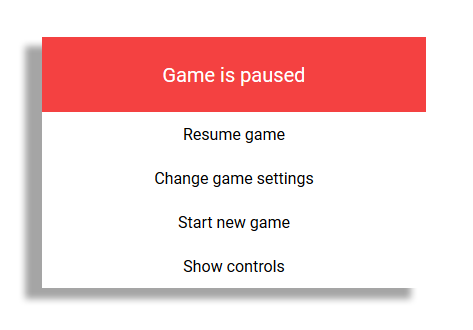 Game is paused
Resume game
Change game settings
Start new game
Show controls